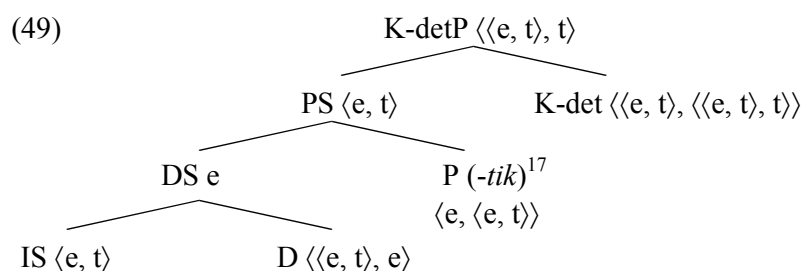 (49) K-detP ⟨⟨e, t⟩, t⟩
PS ⟨e, t⟩ K-det ⟨⟨e, t⟩, ⟨⟨e, t⟩, t⟩⟩
DS e P (-tik)¹⁷
⟨e, ⟨e, t⟩⟩
IS ⟨e, t⟩ D ⟨⟨e, t⟩, e⟩